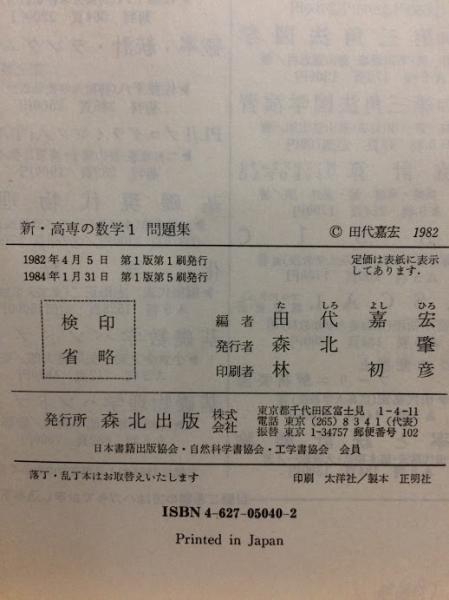 新・高専の数学1 問題集
© 田代嘉宏 1982
1982年4月5日 第1版第1刷発行
1984年1月31日 第1版第5刷発行
定価は表紙に表示
してあります.
検印
省略
た しろ よし ひろ
編者 田代嘉宏
発行者 森北肇
印刷者 林初彦
発行所 森北出版 株式会社
東京都千代田区富士見 1-4-11
電話 東京(265)8341(代表)
振替 東京1-34757 郵便番号102
日本書籍出版協会・自然科学書協会・工学書協会 会員
落丁・乱丁本はお取替えいたします
印刷 太洋社/製本 正明社
ISBN 4-627-05040-2
Printed in Japan